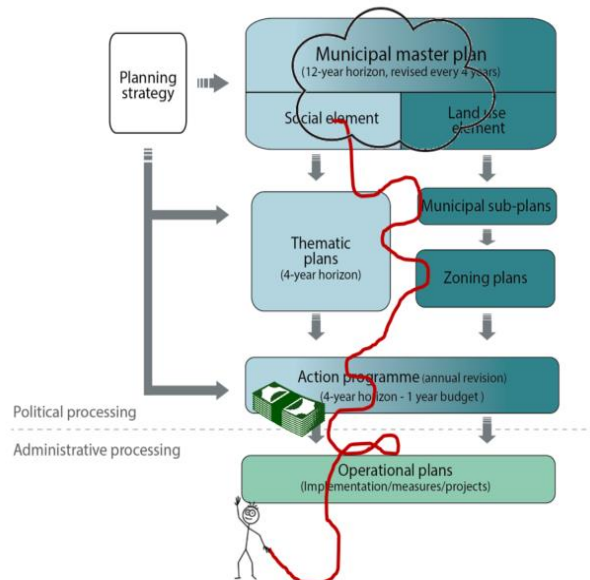 Planning
strategy
Municipal master plan
(12-year horizon, revised every 4 years)
Social element
Land use
element
Thematic
plans
(4-year horizon)
Municipal sub-plans
Zoning plans
Action programme (annual revision)
(4-year horizon - 1 year budget )
Political processing
Administrative processing
Operational plans
(Implementation/measures/projects)